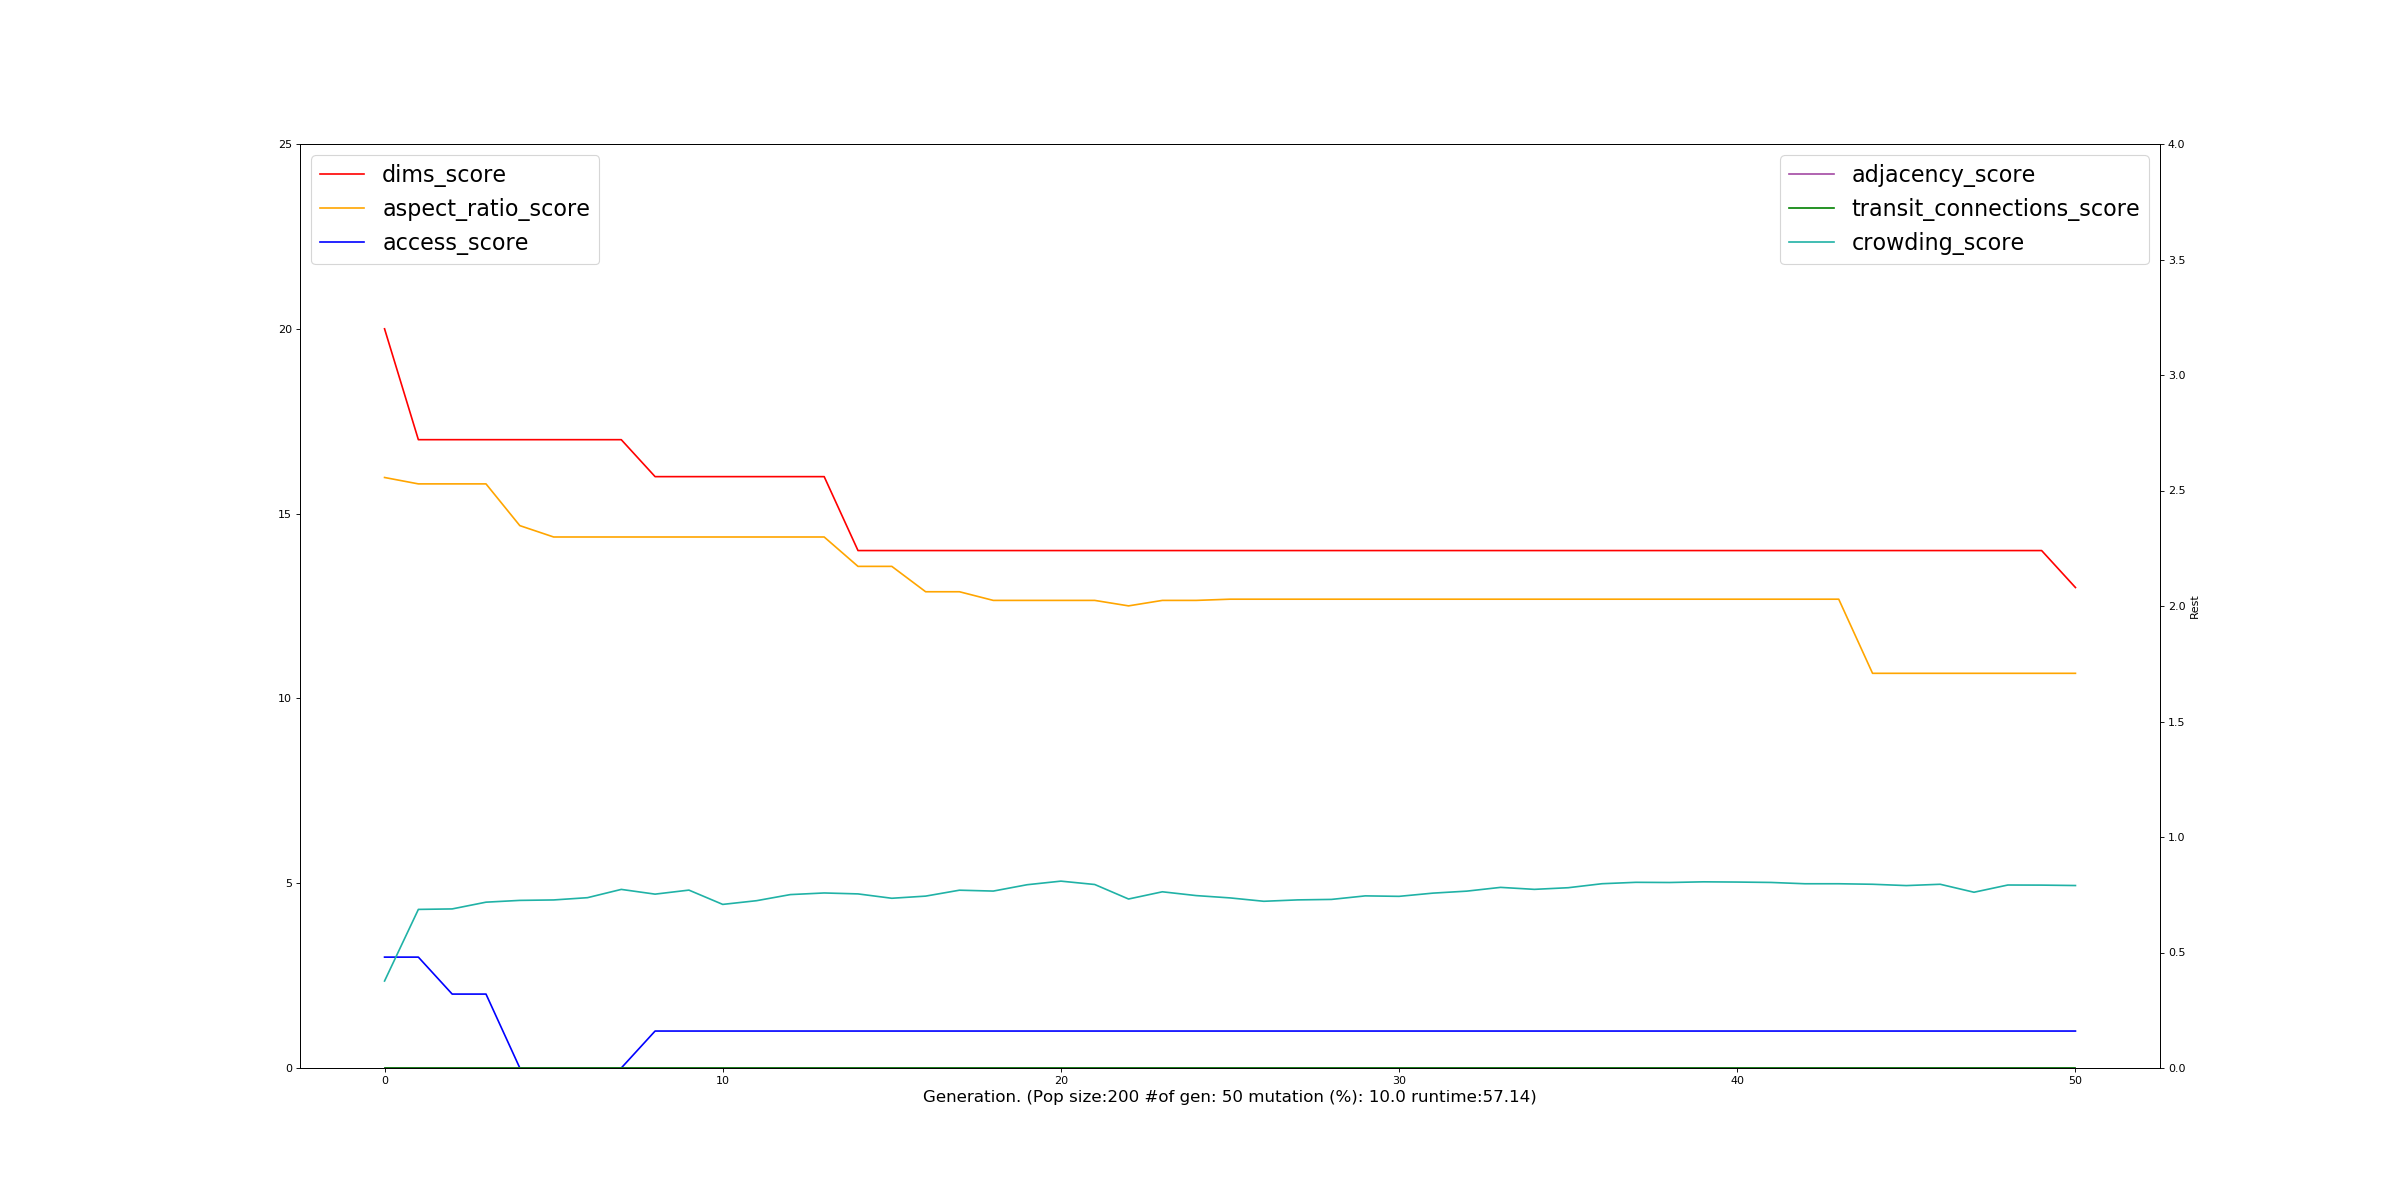 dims_score
aspect_ratio_score
access_score
adjacency_score
transit_connections_score
crowding_score
25
20
15
10
5
0
4.0
3.5
3.0
2.5
2.0
1.5
1.0
0.5
0.0
Rest
0 10 20 30 40 50
Generation. (Pop size:200 #of gen: 50 mutation (%): 10.0 runtime:57.14)